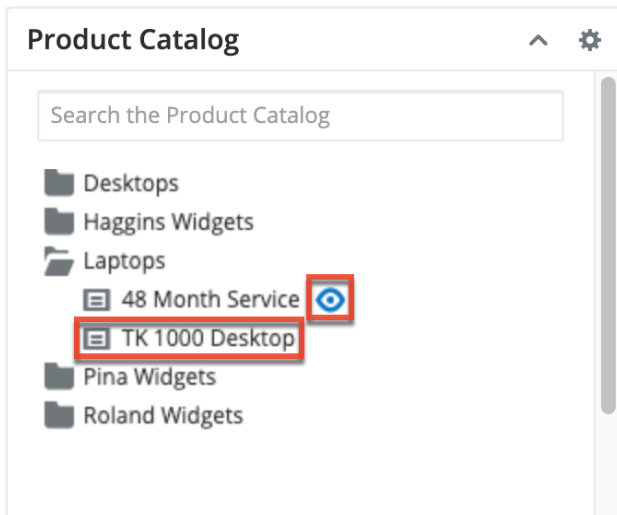 Product Catalog
Search the Product Catalog
Desktops
Haggins Widgets
Laptops
48 Month Service
TK 1000 Desktop
Pina Widgets
Roland Widgets